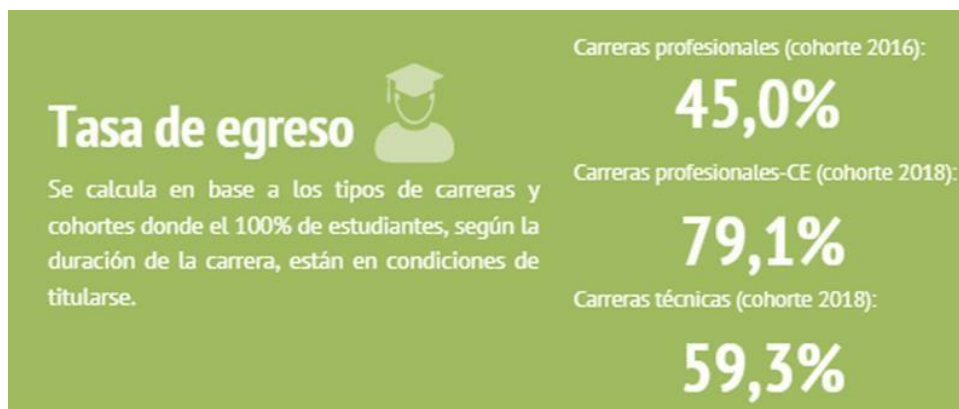 Tasa de egreso
Se calcula en base a los tipos de carreras y
cohortes donde el 100% de estudiantes, según la
duración de la carrera, están en condiciones de
titularse.
Carreras profesionales (cohorte 2016):
45,0%
Carreras profesionales-CE (cohorte 2018):
79,1%
Carreras técnicas (cohorte 2018):
59,3%